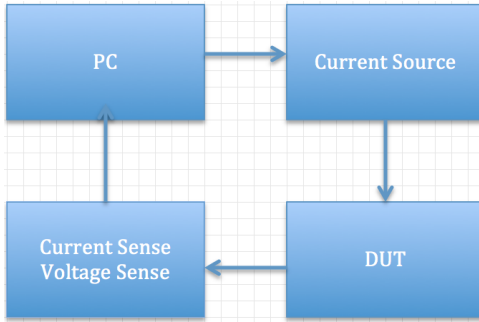 PC
Current Source
Current Sense
Voltage Sense
DUT